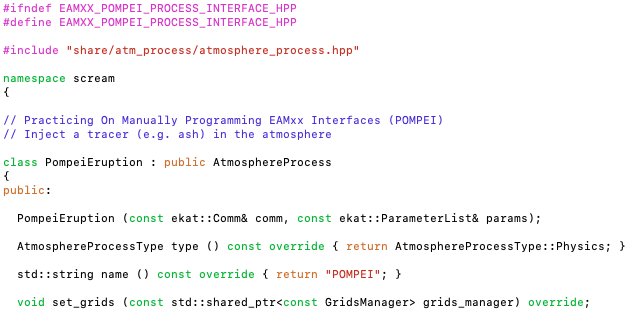 #ifndef EAMXX_POMPEI_PROCESS_INTERFACE_HPP
#define EAMXX_POMPEI_PROCESS_INTERFACE_HPP
#include "share/atm_process/atmosphere_process.hpp"
namespace scream
{
// Practicing On Manually Programming EAMxx Interfaces (POMPEI)
// Inject a tracer (e.g. ash) in the atmosphere
class PompeiEruption : public AtmosphereProcess
{
public:
PompeiEruption (const ekat::Comm& comm, const ekat::ParameterList& params);
AtmosphereProcessType type () const override { return AtmosphereProcessType::Physics; }
std::string name () const override { return "POMPEI"; }
void set_grids (const std::shared_ptr<const GridsManager> grids_manager) override;